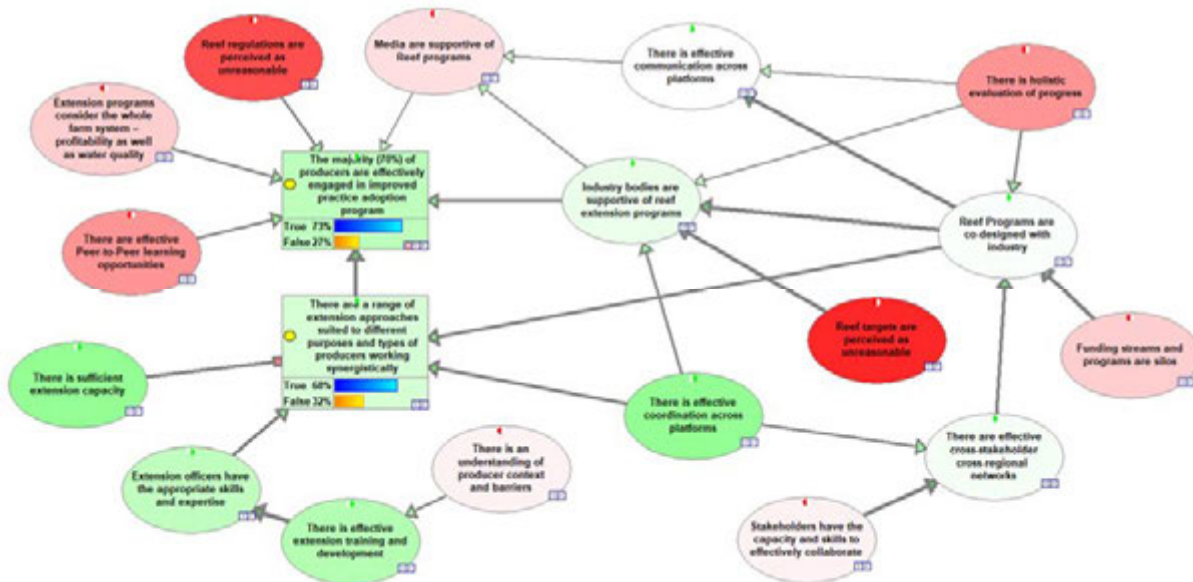 Reef regulations are
perceived as
unreasonable
Media are supportive of
Reef programs
There is effective
communication across
platforms
There is holistic
evaluation of progress
Extension programs
consider the whole
farm system –
profitability as well
as water quality
The majority (70%) of
producers are effectively
engaged in improved
practice adoption
program
True 73%
False 27%
Industry bodies are
supportive of reef
extension programs
Reef Programs are
co-designed with
industry
There are effective
Peer-to-Peer learning
opportunities
There are a range of
extension approaches
suited to different
purposes and types of
producers working
synergistically
True 68%
False 32%
Reef targets are
perceived as
unreasonable
Funding streams and
programs are silos
There is sufficient
extension capacity
There is effective
coordination across
platforms
There are effective
cross-stakeholder
cross-regional
networks
There is an
understanding of
producer context
and barriers
Extension officers have
the appropriate skills
and expertise
There is effective
extension training and
development
Stakeholders have the
capacity and skills to
effectively collaborate